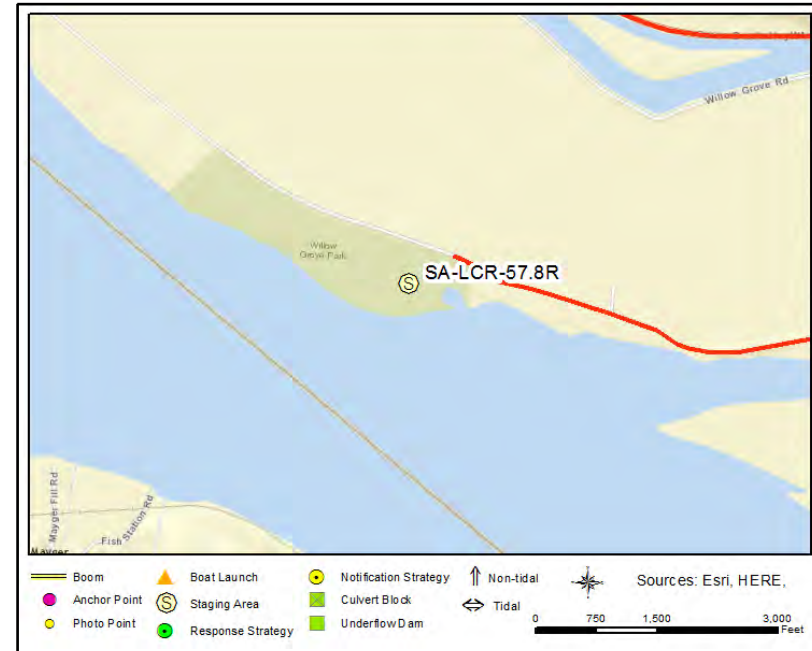 Willow Grove Rd
Willow
Grove Park
S
SA-LCR-57.8R
Mayger Fill Rd
Fish Station Rd
Mayger
Boom
Boat Launch
Notification Strategy
Non-tidal
Sources: Esri, HERE,
Anchor Point
S
Staging Area
Culvert Block
Tidal
Photo Point
Response Strategy
Underflow Dam
0 750 1,500 3,000
Feet